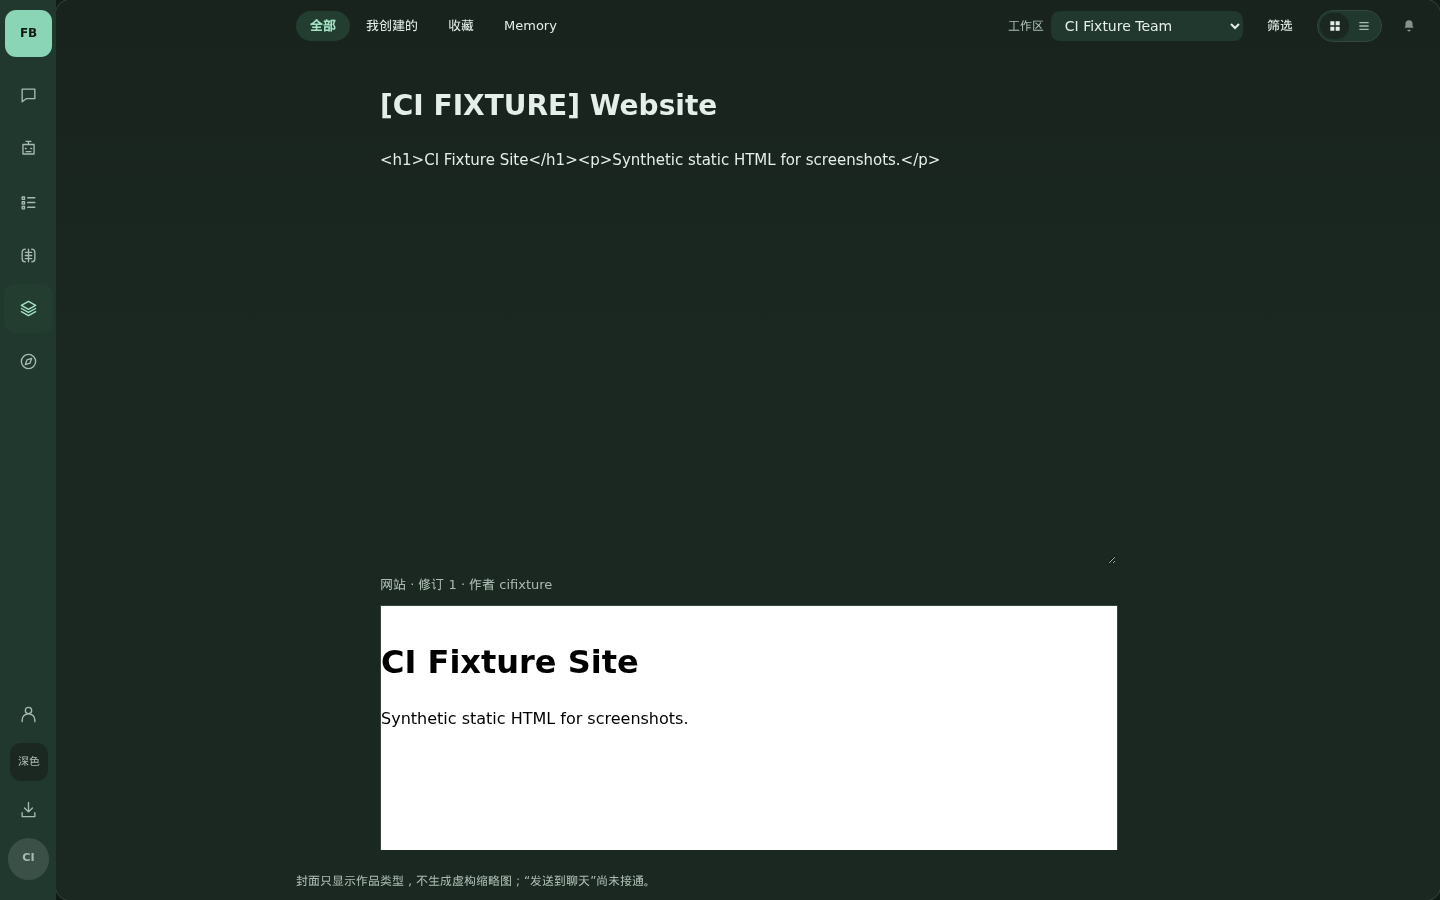 FB
全部 我创建的 收藏 Memory 工作区 CI Fixture Team 筛选
[CI FIXTURE] Website
<h1>CI Fixture Site</h1><p>Synthetic static HTML for screenshots.</p>
网站 · 修订 1 · 作者 cifixture
CI Fixture Site
Synthetic static HTML for screenshots.
深色
CI
封面只显示作品类型，不生成虚构缩略图；“发送到聊天”尚未接通。